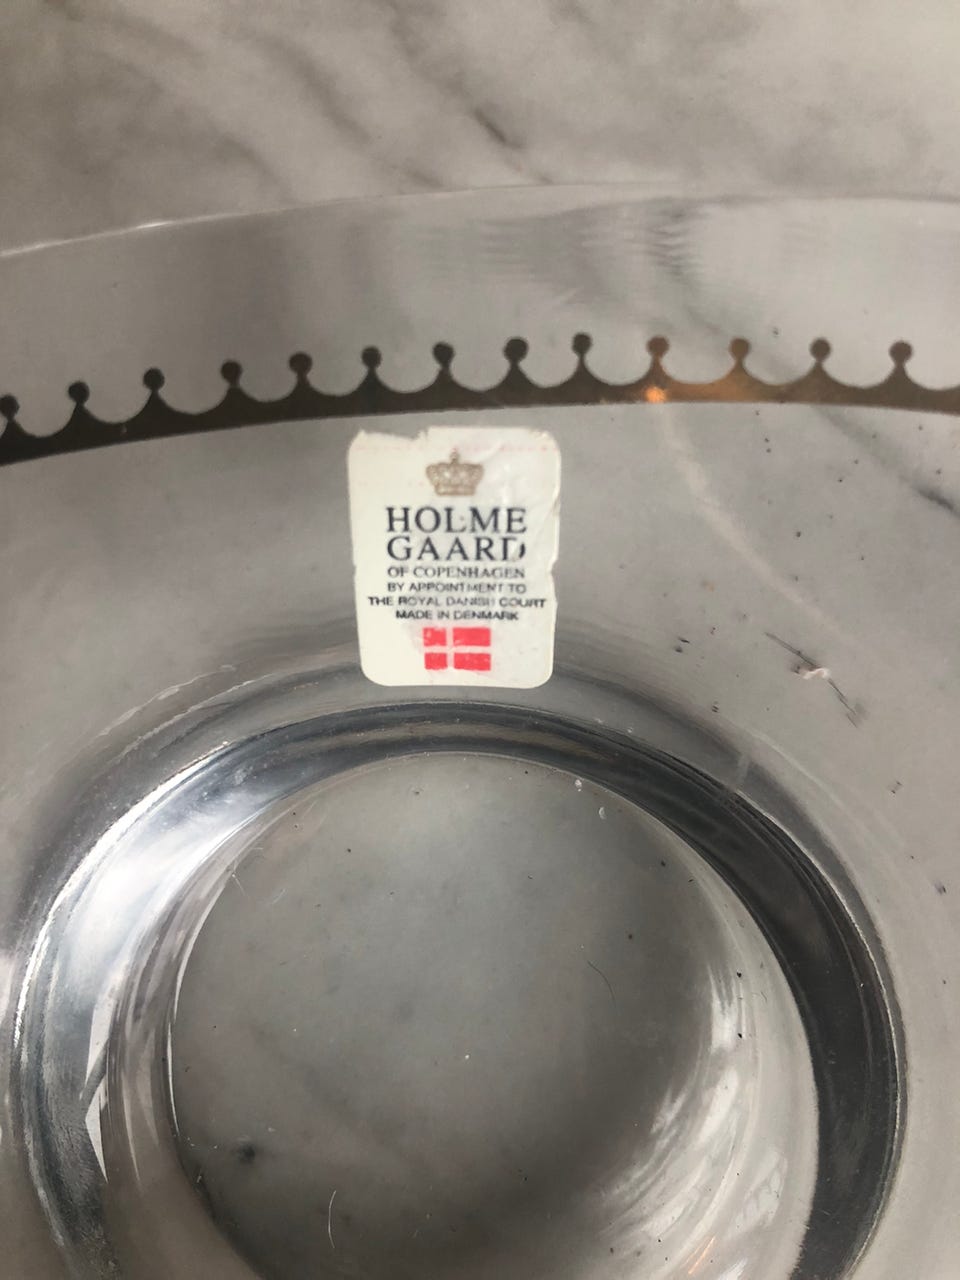 HOLME
GAARD
OF COPENHAGEN
BY APPOINTMENT TO
THE ROYAL DANISH COURT
MADE IN DENMARK